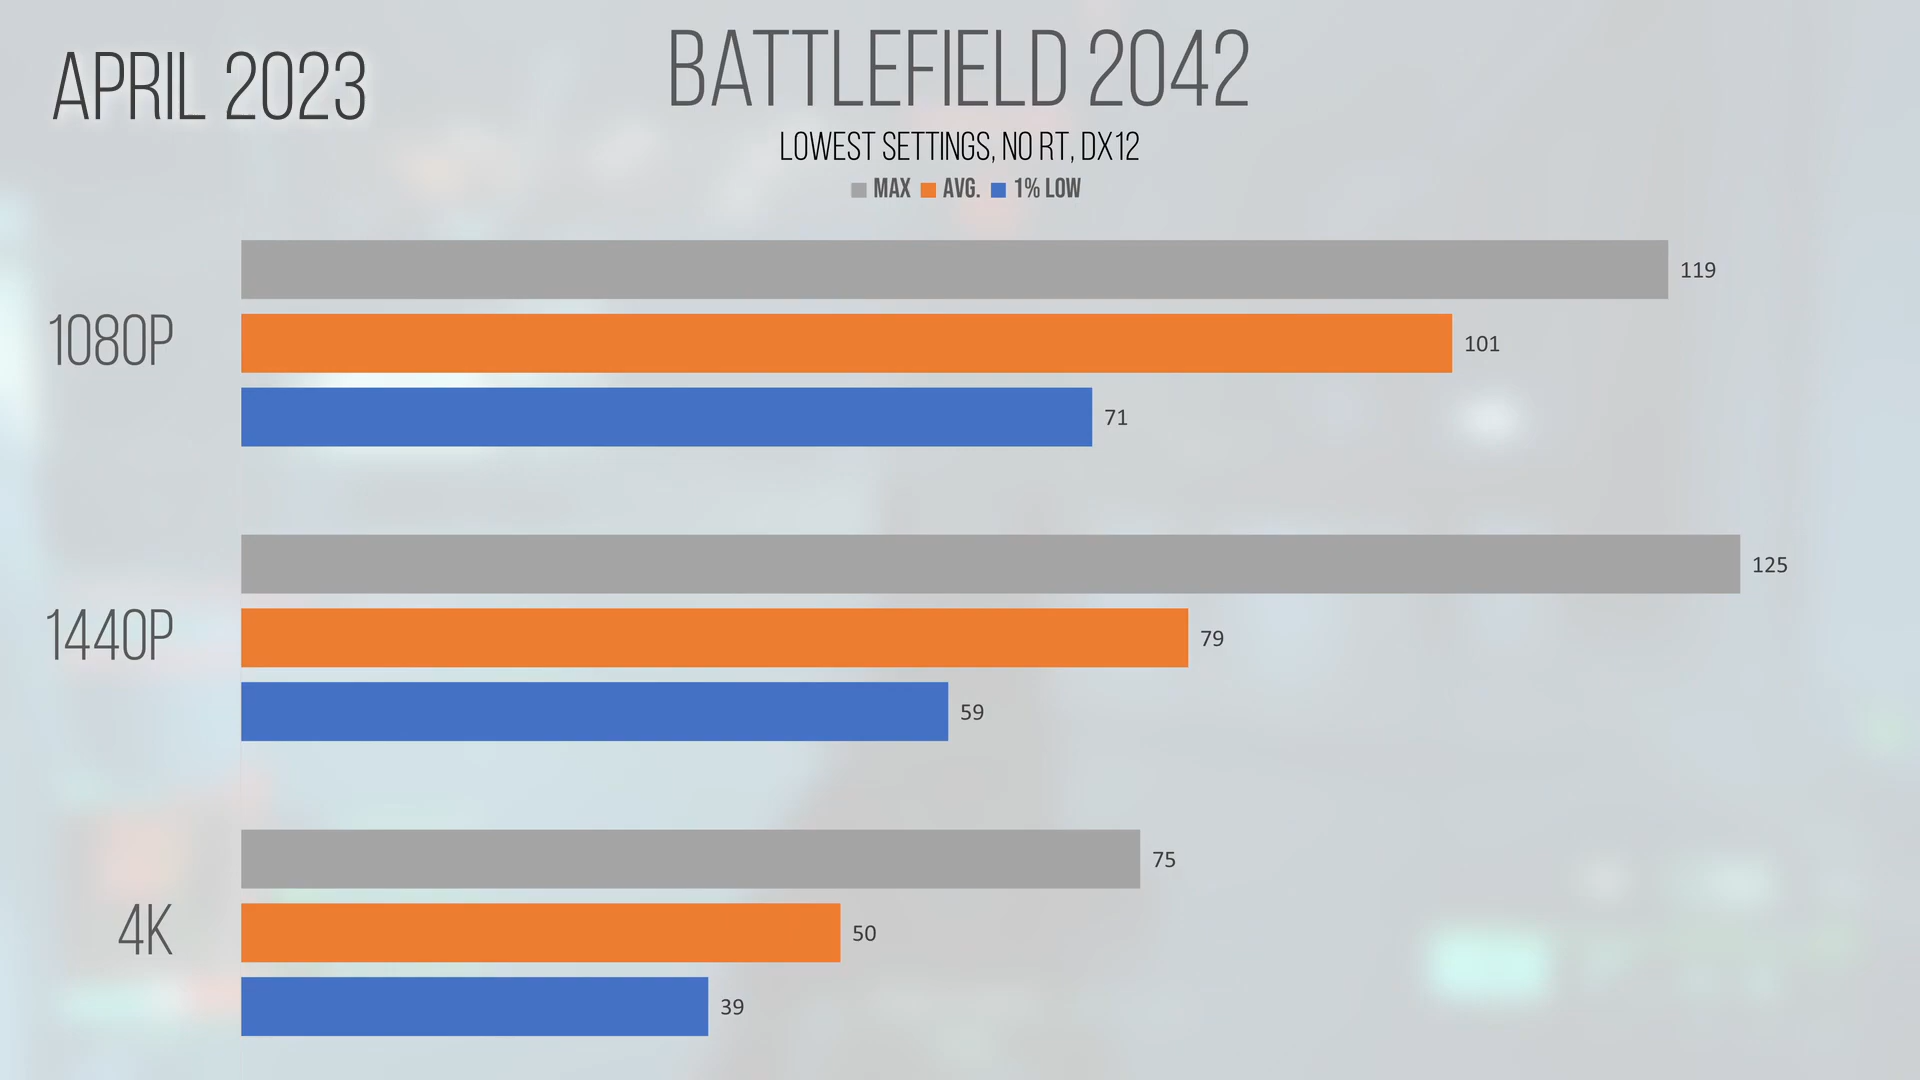 APRIL 2023
BATTLEFIELD 2042
LOWEST SETTINGS, NO RT, DX12
MAX AVG. 1% LOW
119
1080P 101
71
125
1440P 79
59
75
4K 50
39